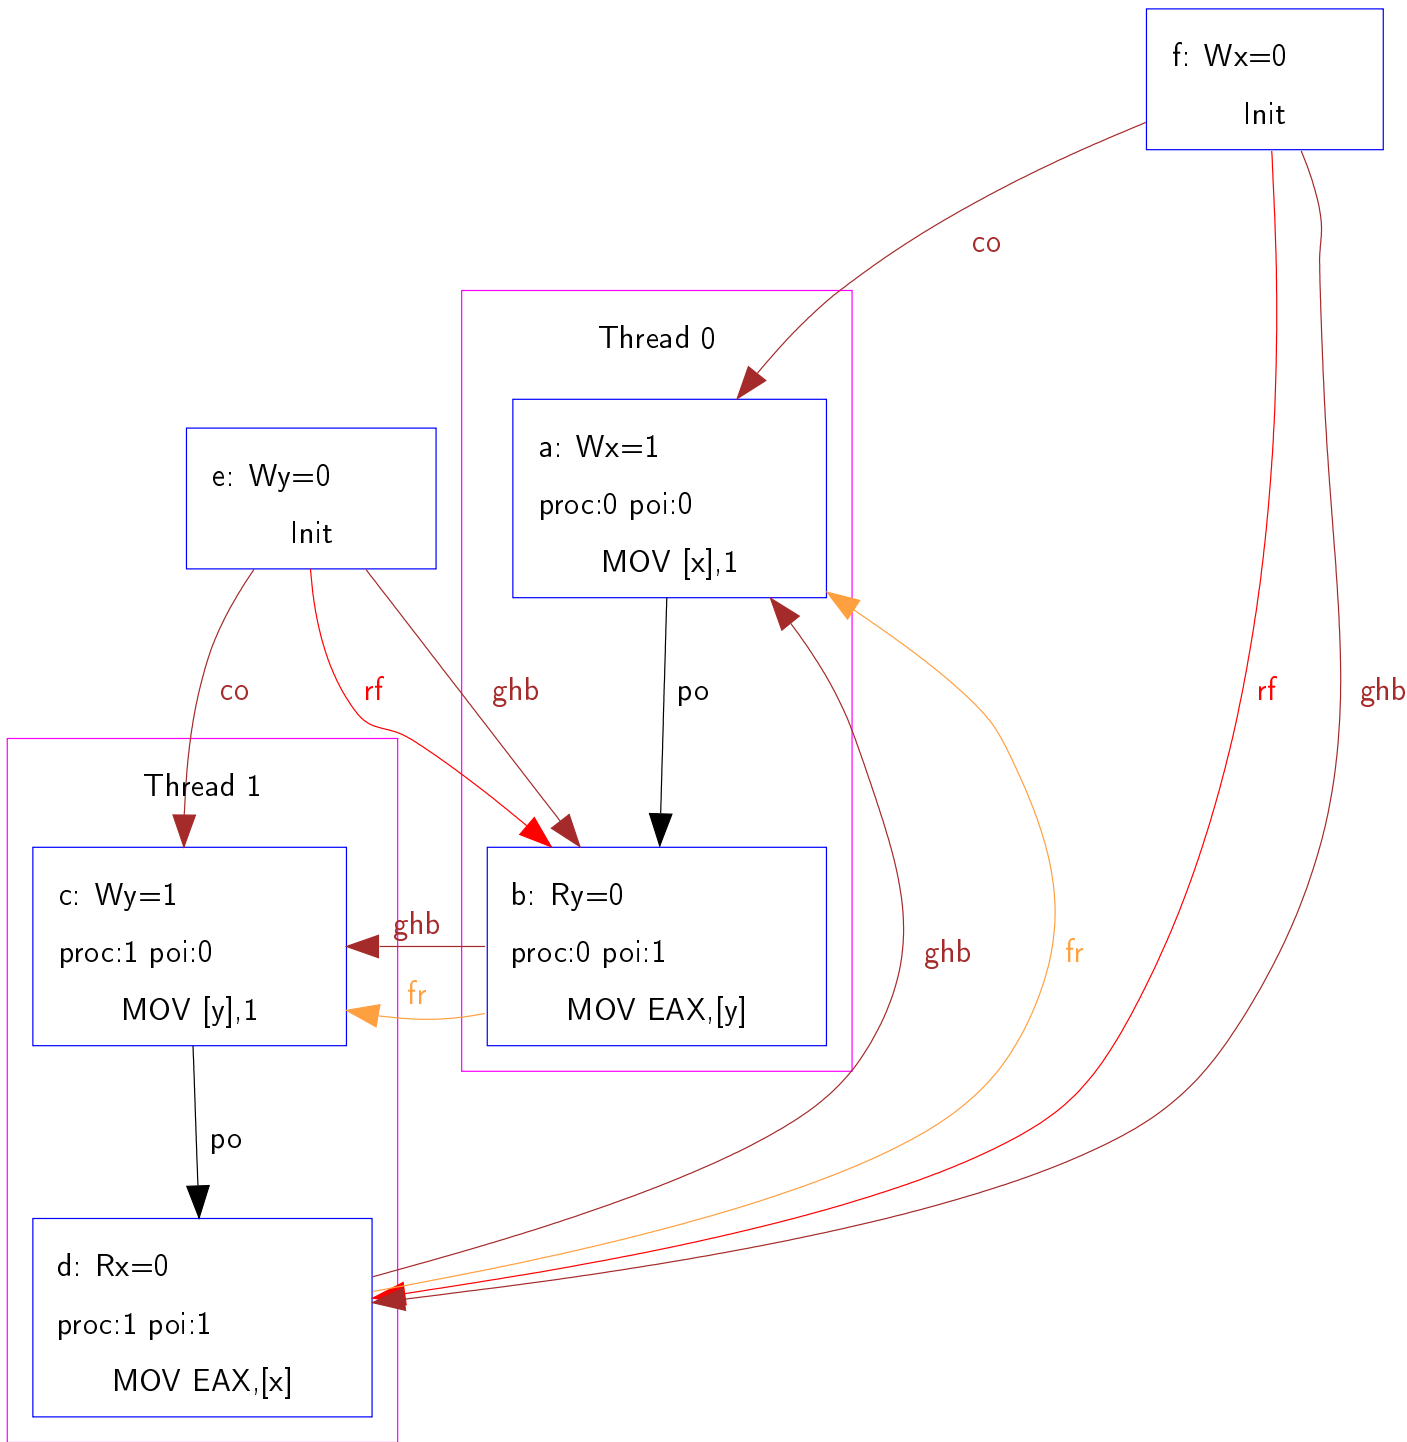 f: Wx=0
Init
co
Thread 0
a: Wx=1
proc:0 poi:0
MOV [x],1
e: Wy=0
Init
co
rf
ghb
po
rf
ghb
Thread 1
c: Wy=1
proc:1 poi:0
MOV [y],1
ghb
fr
b: Ry=0
proc:0 poi:1
MOV EAX,[y]
ghb
fr
po
d: Rx=0
proc:1 poi:1
MOV EAX,[x]